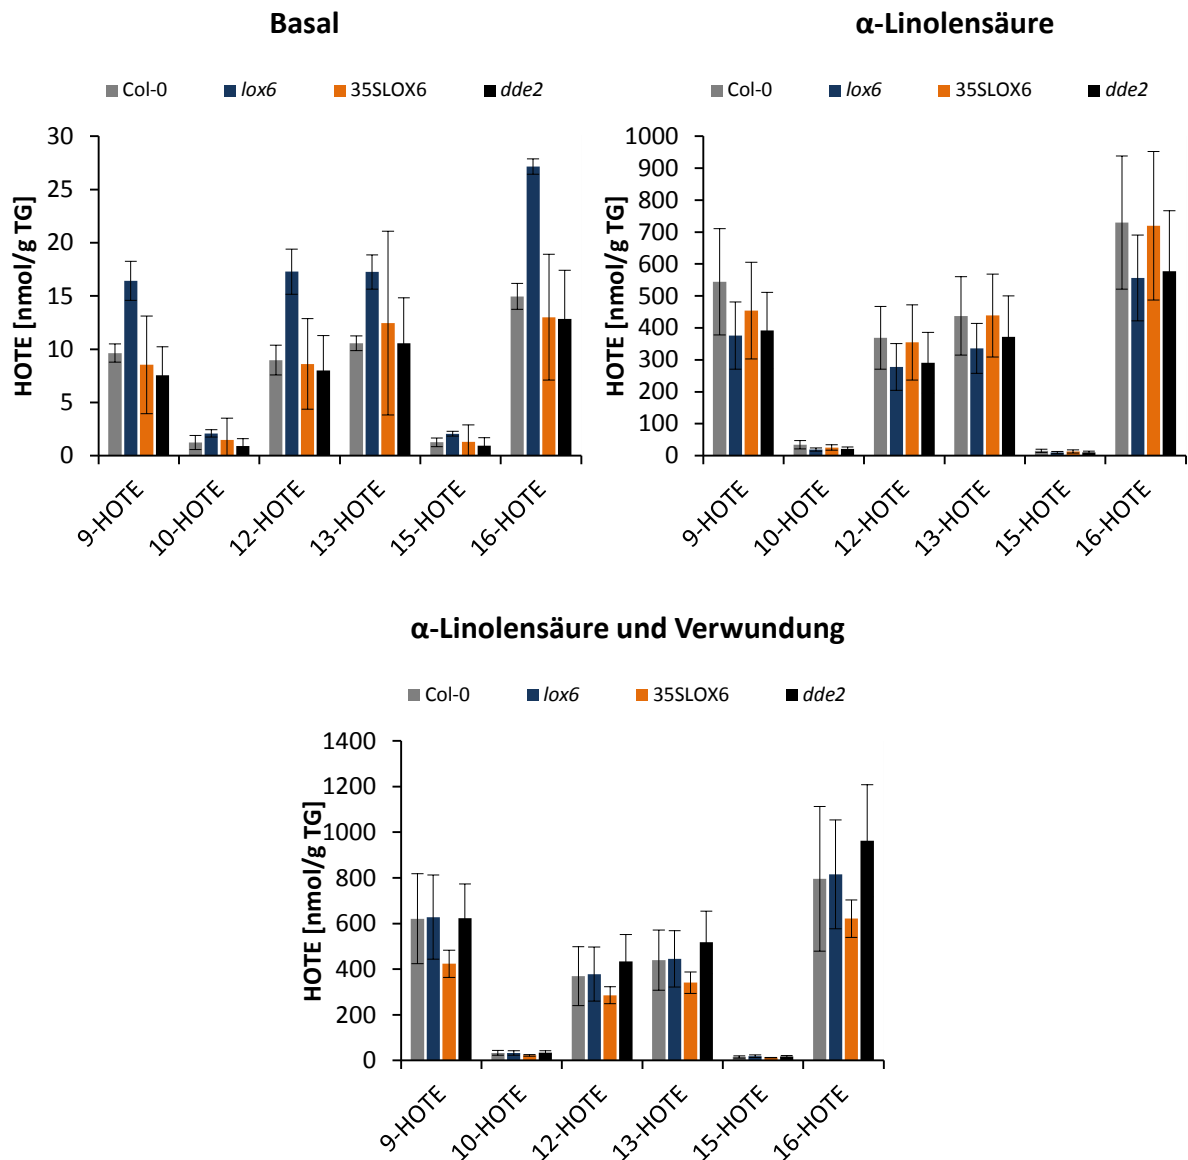 Basal
Col-0 lox6 35SLOX6 dde2
HOTE [nmol/g TG]
30
25
20
15
10
5
0
9-HOTE 10-HOTE 12-HOTE 13-HOTE 15-HOTE 16-HOTE
α-Linolensäure
Col-0 lox6 35SLOX6 dde2
HOTE [nmol/g TG]
1000
900
800
700
600
500
400
300
200
100
0
9-HOTE 10-HOTE 12-HOTE 13-HOTE 15-HOTE 16-HOTE
α-Linolensäure und Verwundung
Col-0 lox6 35SLOX6 dde2
HOTE [nmol/g TG]
1400
1200
1000
800
600
400
200
0
9-HOTE 10-HOTE 12-HOTE 13-HOTE 15-HOTE 16-HOTE